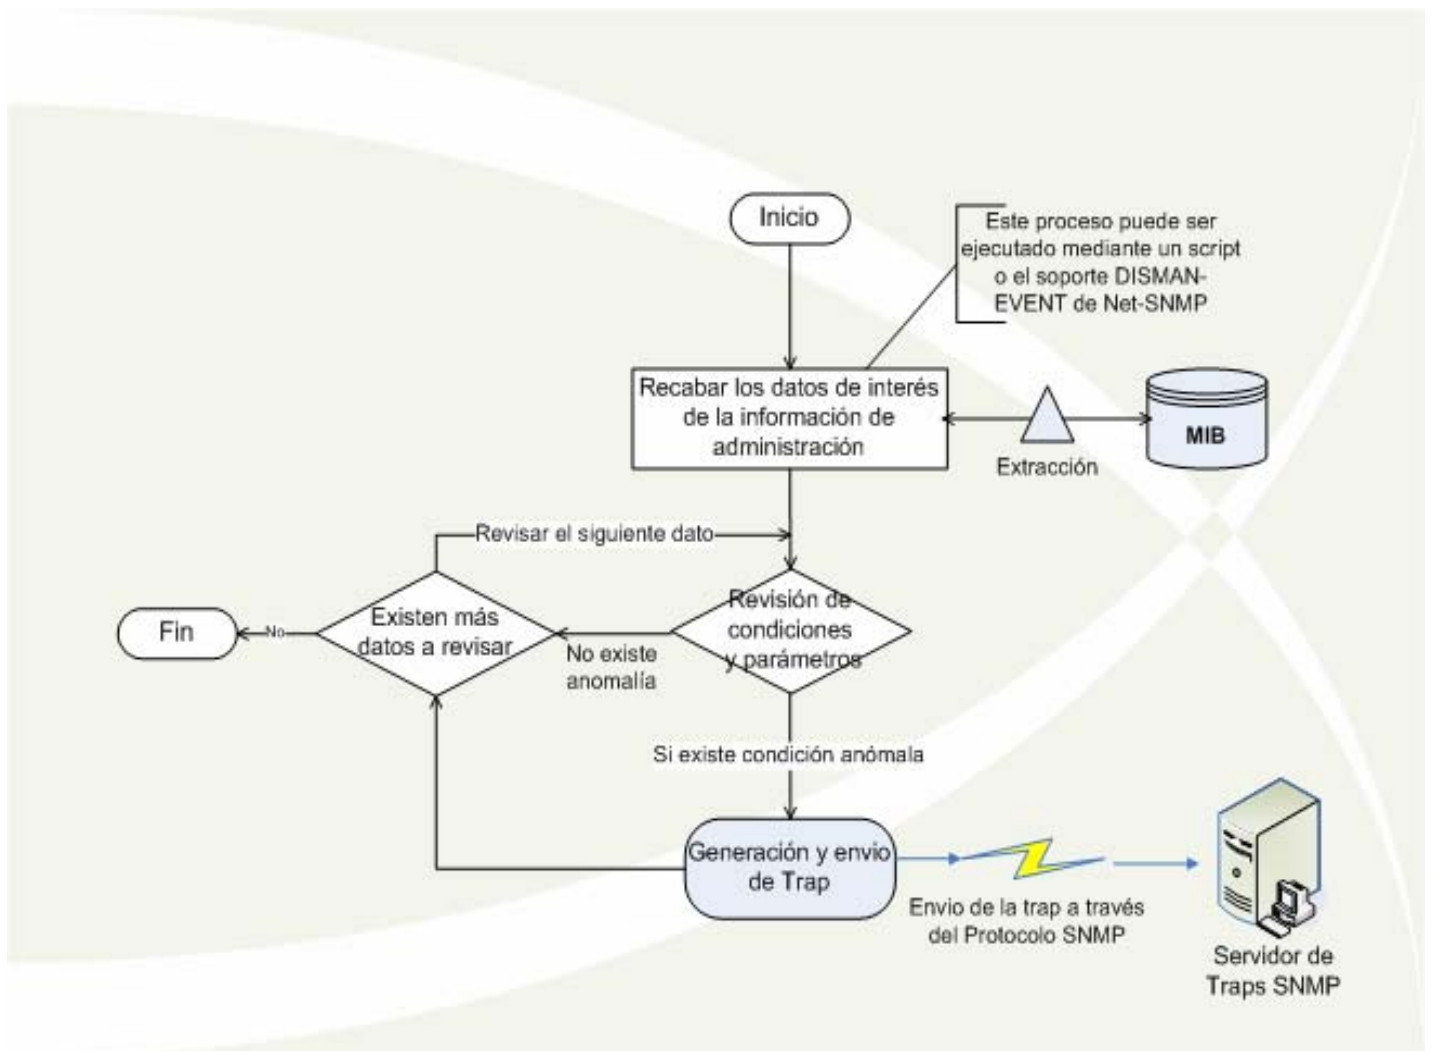 Inicio
Este proceso puede ser
ejecutado mediante un script
o el soporte DISMAN-
EVENT de Net-SNMP
Recabar los datos de interés
de la información de
administración
Extracción
MIB
Revisar el siguiente dato
Revisión de
condiciones
y parámetros
No existe
anomalía
Existen más
datos a revisar
No
Fin
Si existe condición anómala
Generación y envio
de Trap
Envio de la trap a través
del Protocolo SNMP
Servidor de
Traps SNMP